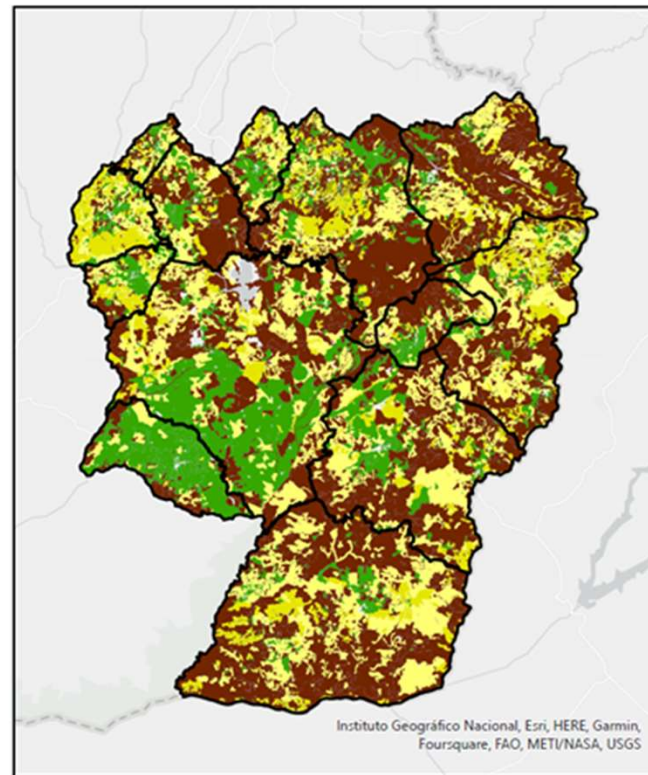 Instituto Geográfico Nacional, Esri, HERE, Garmin,
Foursquare, FAO, METI/NASA, USGS